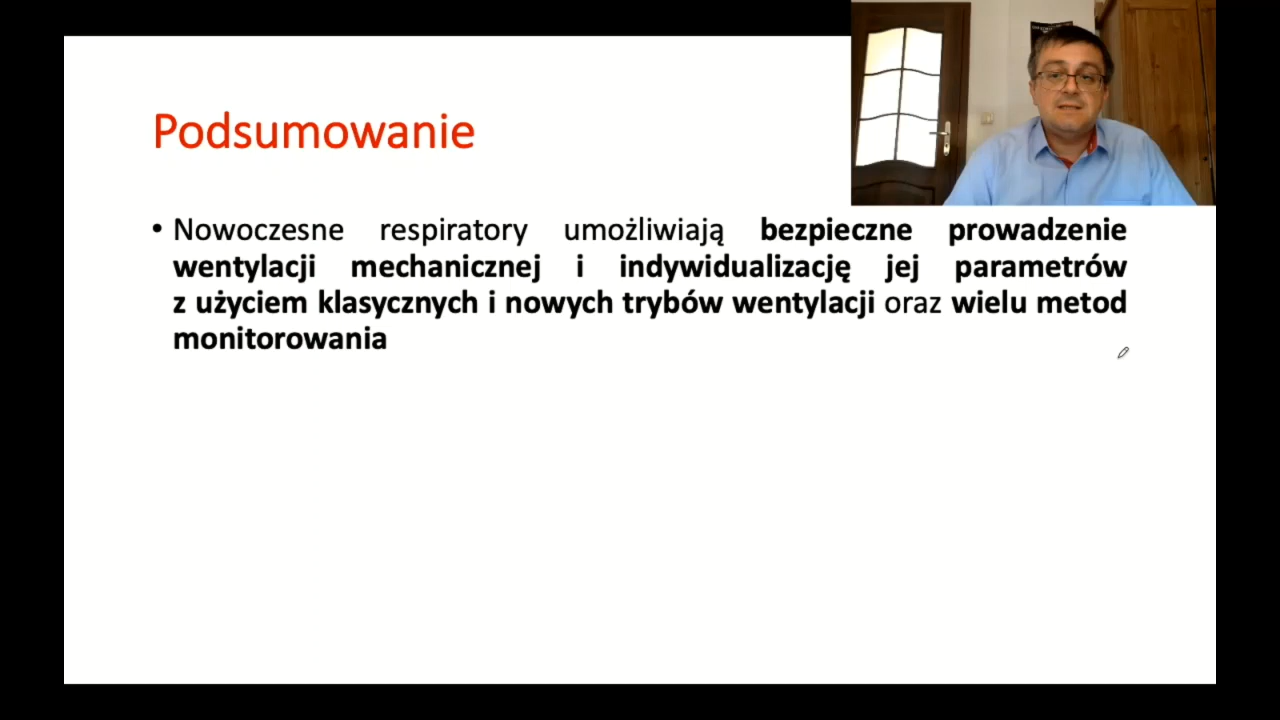 Podsumowanie
• Nowoczesne respiratory umożliwiają bezpieczne prowadzenie
wentylacji mechanicznej i indywidualizację jej parametrów
z użyciem klasycznych i nowych trybów wentylacji oraz wielu metod
monitorowania